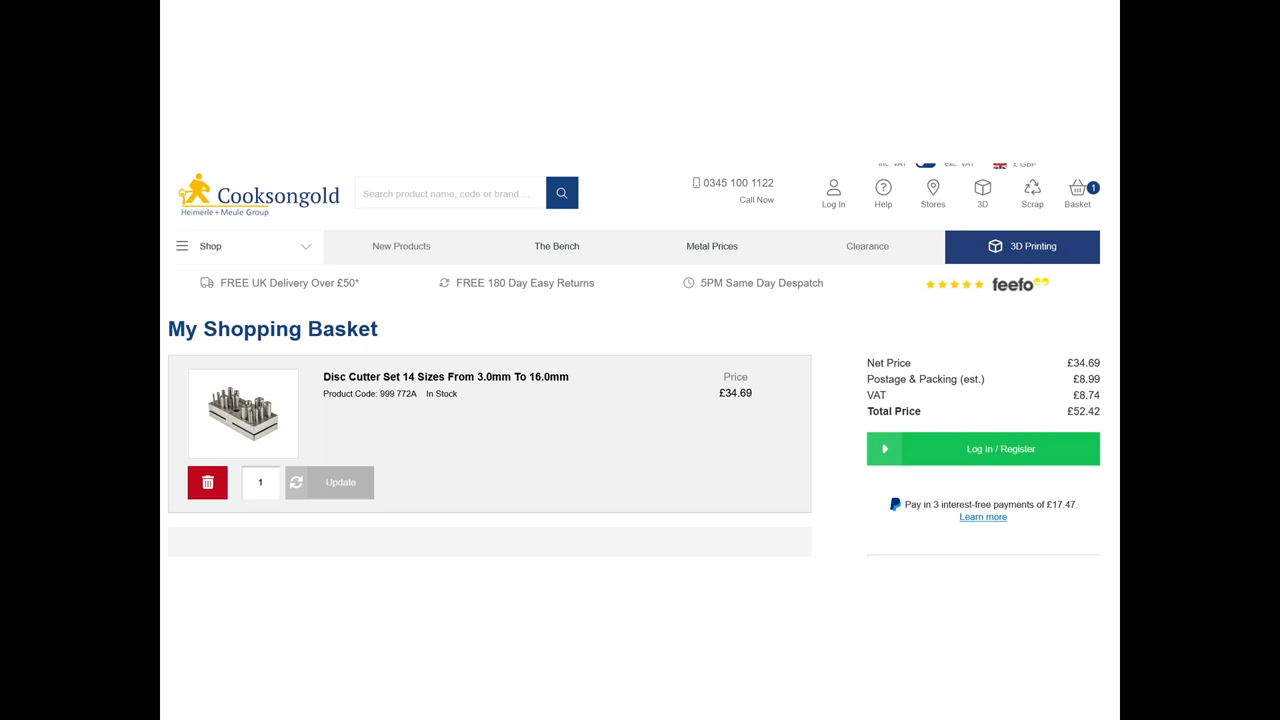 inc. VAT exc. VAT £ GBP
Cooksongold
Heimerle + Meule Group
Search product name, code or brand ...
0345 100 1122
Call Now
Log In
Help
Stores
3D
Scrap
Basket
1
Shop
New Products
The Bench
Metal Prices
Clearance
3D Printing
FREE UK Delivery Over £50*
FREE 180 Day Easy Returns
5PM Same Day Despatch
feefo
My Shopping Basket
Disc Cutter Set 14 Sizes From 3.0mm To 16.0mm
Product Code: 999 772A In Stock
Price
£34.69
1
Update
Net Price £34.69
Postage & Packing (est.) £8.99
VAT £8.74
Total Price £52.42
Log In / Register
Pay in 3 interest-free payments of £17.47.
Learn more